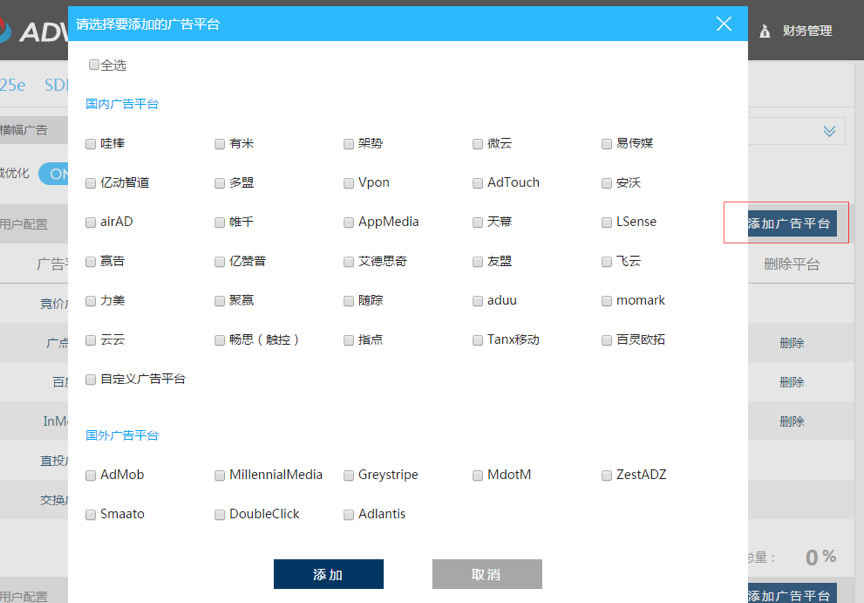 请选择要添加的广告平台
ADV
财务管理
全选
25e SDI
国内广告平台
横幅广告
哇棒 有米 架势 微云 易传媒
域优化 ON
亿动智道 多盟 Vpon AdTouch 安沃
用户配置
airAD 帷千 AppMedia 天幕 LSense
添加广告平台
广告平
赢告 亿赞普 艾德思奇 友盟 飞云
删除平台
竞价
力美 聚赢 随踪 aduu momark
广点
云云 畅思（触控） 指点 Tanx移动 百灵欧拓
删除
百
自定义广告平台
删除
InMo
删除
国外广告平台
直投
AdMob MillennialMedia Greystripe MdotM ZestADZ
交换
Smaato DoubleClick Adlantis
总量： 0%
添加 取消
用户配置
添加广告平台